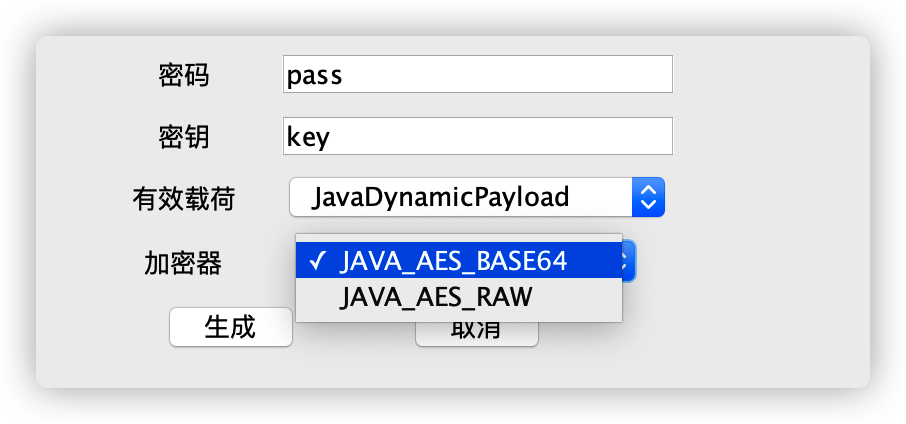 密码 pass
密钥 key
有效载荷 JavaDynamicPayload
加密器 ✓ JAVA_AES_BASE64
JAVA_AES_RAW
生成 取消